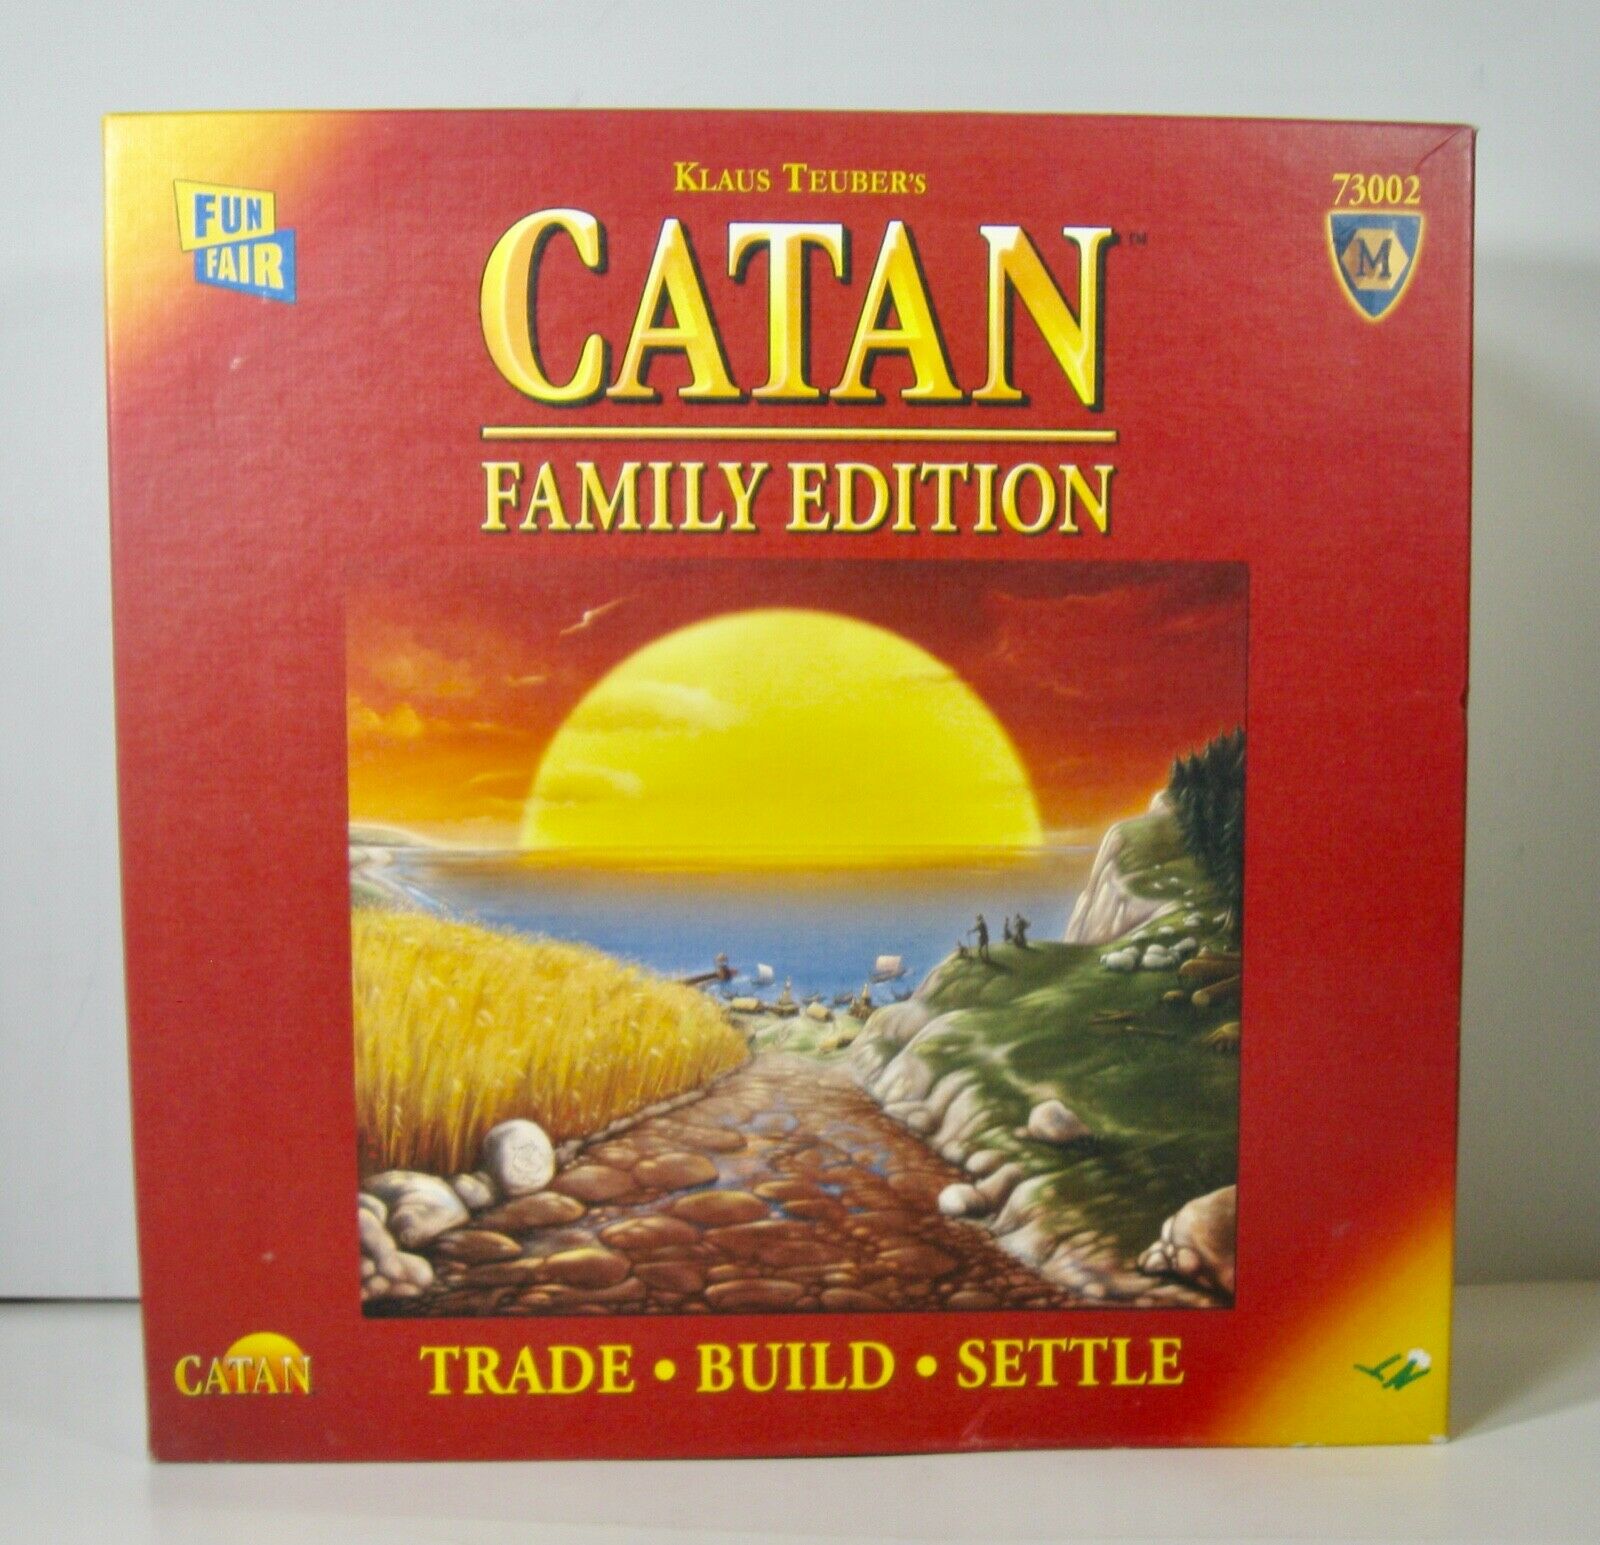 KLAUS TEUBER'S
73002
FUN
FAIR
CATAN™
M
FAMILY EDITION
CATAN
TRADE • BUILD • SETTLE